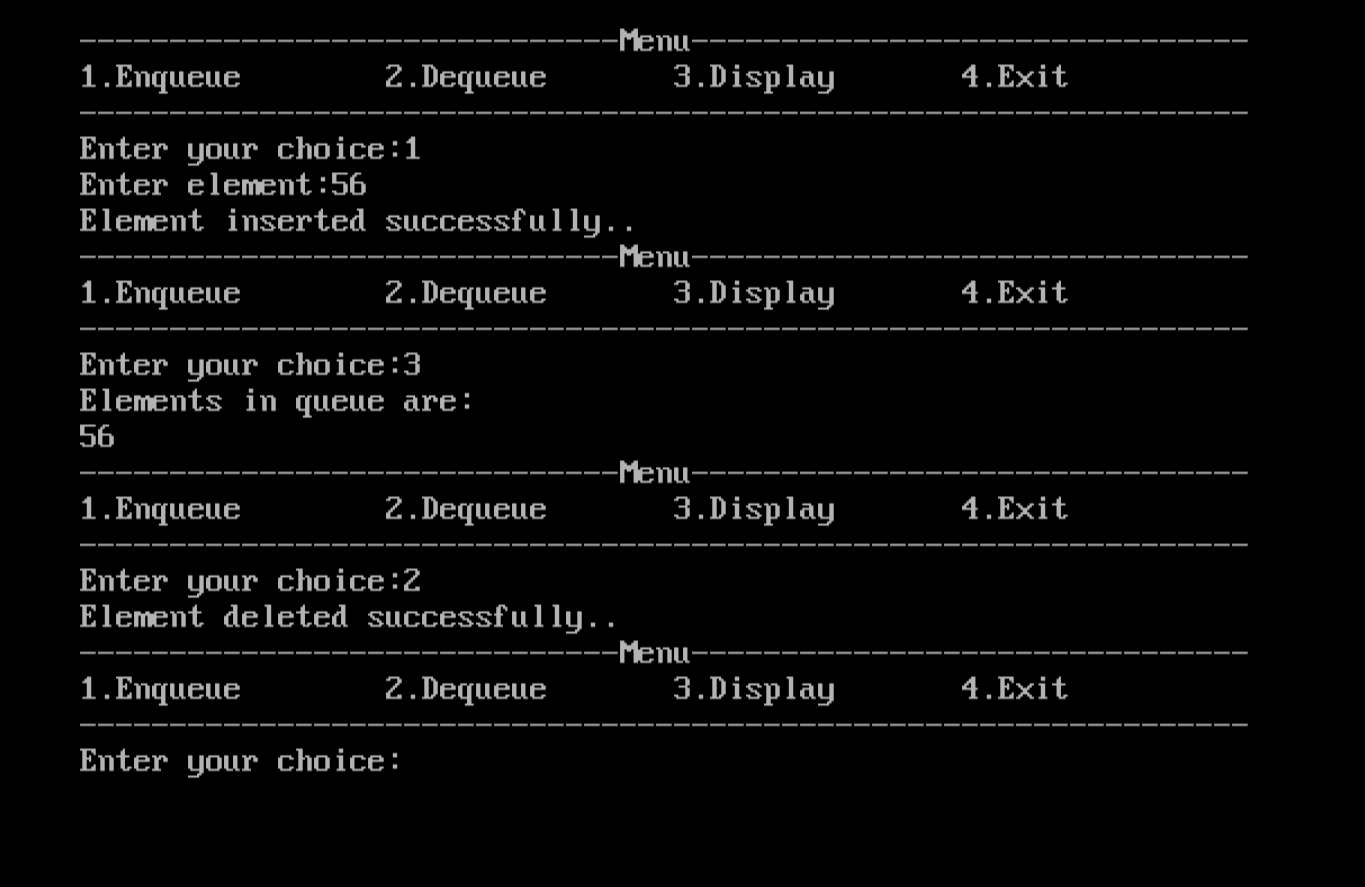 ------------------------------Menu-------------------------------
1.Enqueue        2.Dequeue       3.Display       4.Exit
-----------------------------------------------------------------
Enter your choice:1
Enter element:56
Element inserted successfully..
------------------------------Menu-------------------------------
1.Enqueue        2.Dequeue       3.Display       4.Exit
-----------------------------------------------------------------
Enter your choice:3
Elements in queue are:
56
------------------------------Menu-------------------------------
1.Enqueue        2.Dequeue       3.Display       4.Exit
-----------------------------------------------------------------
Enter your choice:2
Element deleted successfully..
------------------------------Menu-------------------------------
1.Enqueue        2.Dequeue       3.Display       4.Exit
-----------------------------------------------------------------
Enter your choice: